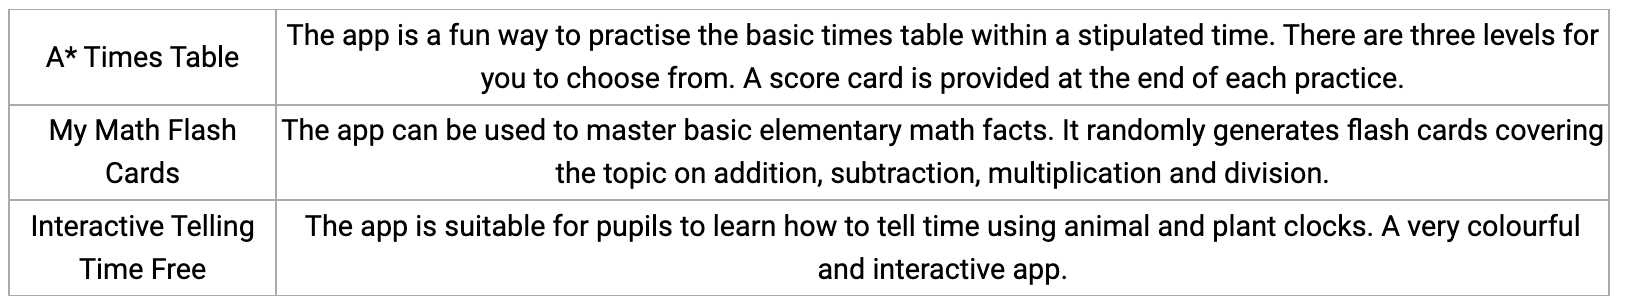 A* Times Table
The app is a fun way to practise the basic times table within a stipulated time. There are three levels for
you to choose from. A score card is provided at the end of each practice.
My Math Flash
Cards
The app can be used to master basic elementary math facts. It randomly generates flash cards covering
the topic on addition, subtraction, multiplication and division.
Interactive Telling
Time Free
The app is suitable for pupils to learn how to tell time using animal and plant clocks. A very colourful
and interactive app.